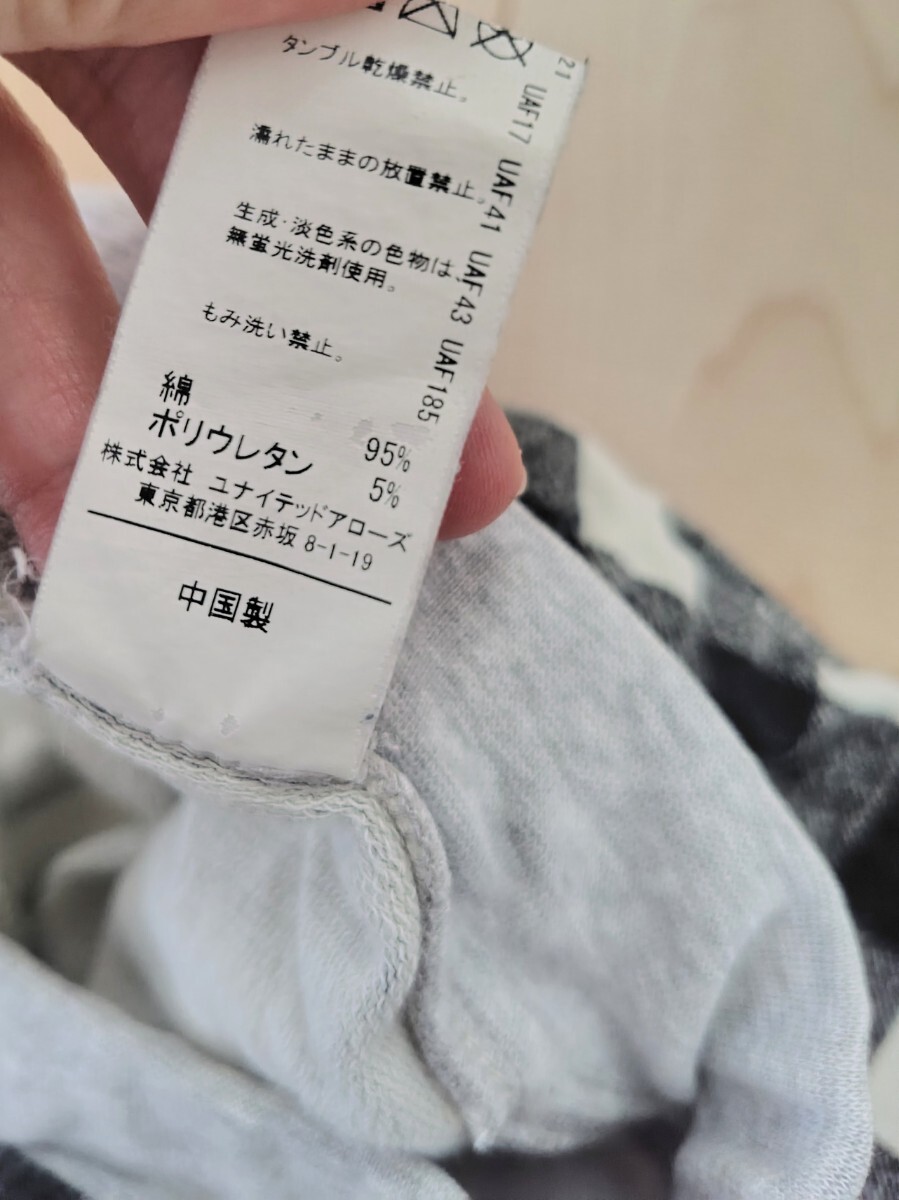 タンブル乾燥禁止。
濡れたままの放置禁止。
生成・淡色系の色物は、
無蛍光洗剤使用。
もみ洗い禁止。
綿 95%
ポリウレタン 5%
株式会社 ユナイテッドアローズ
東京都港区赤坂 8-1-19
中国製
21 UAF17 UAF41 UAF43 UAF185